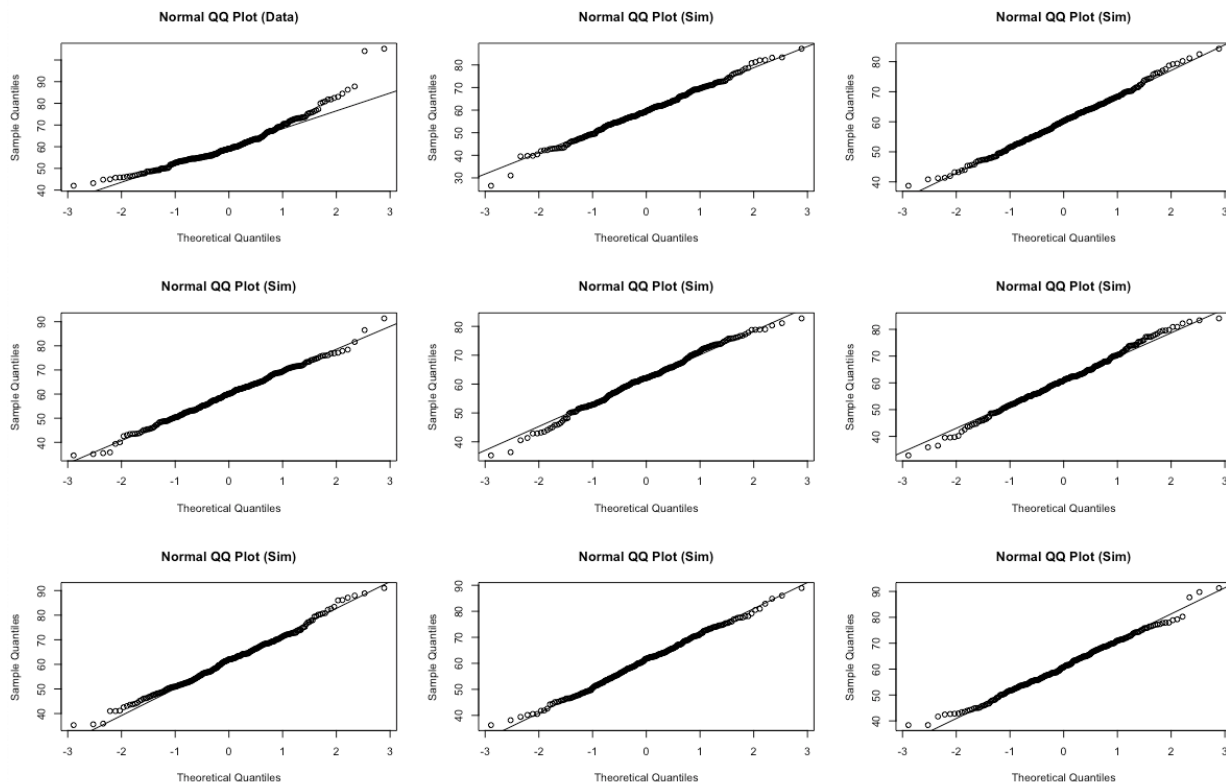 Normal QQ Plot (Data) Normal QQ Plot (Sim) Normal QQ Plot (Sim)
Sample Quantiles
40 50 60 70 80 90
-3 -2 -1 0 1 2 3
Theoretical Quantiles
Sample Quantiles
30 40 50 60 70 80
-3 -2 -1 0 1 2 3
Theoretical Quantiles
Sample Quantiles
40 50 60 70 80
-3 -2 -1 0 1 2 3
Theoretical Quantiles
Normal QQ Plot (Sim) Normal QQ Plot (Sim) Normal QQ Plot (Sim)
Sample Quantiles
40 50 60 70 80 90
-3 -2 -1 0 1 2 3
Theoretical Quantiles
Sample Quantiles
40 50 60 70 80
-3 -2 -1 0 1 2 3
Theoretical Quantiles
Sample Quantiles
40 50 60 70 80
-3 -2 -1 0 1 2 3
Theoretical Quantiles
Normal QQ Plot (Sim) Normal QQ Plot (Sim) Normal QQ Plot (Sim)
Sample Quantiles
40 50 60 70 80 90
-3 -2 -1 0 1 2 3
Theoretical Quantiles
Sample Quantiles
40 50 60 70 80 90
-3 -2 -1 0 1 2 3
Theoretical Quantiles
Sample Quantiles
40 50 60 70 80 90
-3 -2 -1 0 1 2 3
Theoretical Quantiles